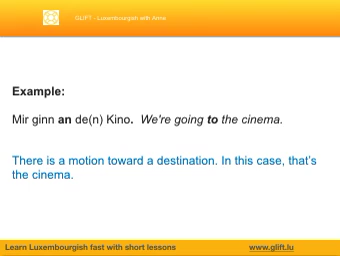 GLIFT - Luxembourgish with Anne
Example:
Mir ginn an de(n) Kino.  We're going to the cinema.
There is a motion toward a destination. In this case, that's
the cinema.
Learn Luxembourgish fast with short lessons
www.glift.lu